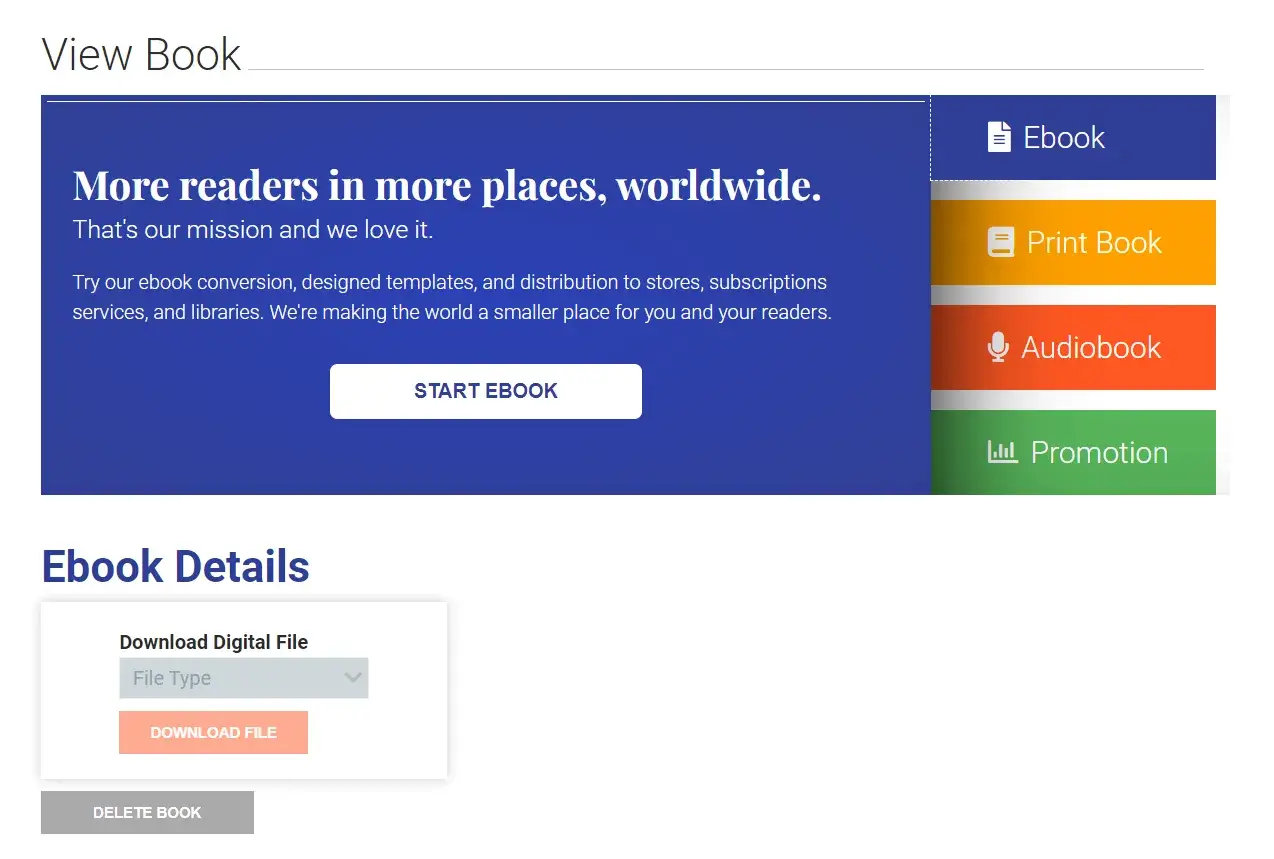 View Book
More readers in more places, worldwide.
That's our mission and we love it.
Try our ebook conversion, designed templates, and distribution to stores, subscriptions
services, and libraries. We're making the world a smaller place for you and your readers.
START EBOOK
Ebook
Print Book
Audiobook
Promotion
Ebook Details
Download Digital File
File Type
DOWNLOAD FILE
DELETE BOOK